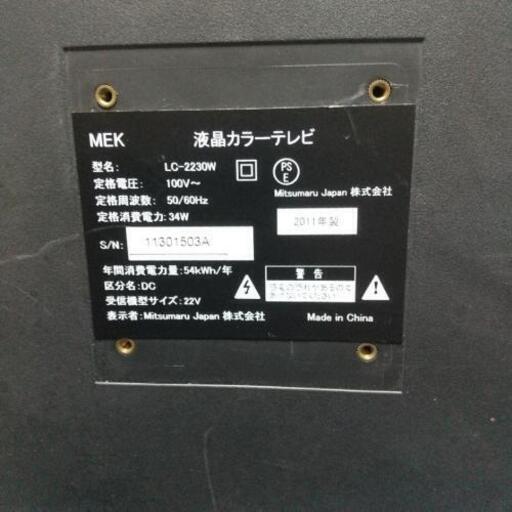 MEK 液晶カラーテレビ
型名: LC-2230W
定格電圧: 100V～
PS
E
定格周波数: 50/60Hz
Mitsumaru Japan 株式会社
定格消費電力: 34W
2011年製
S/N: 11301503A
年間消費電力量: 54kWh/年
警告
区分名: DC
受信機型サイズ: 22V
表示者: Mitsumaru Japan 株式会社
Made in China